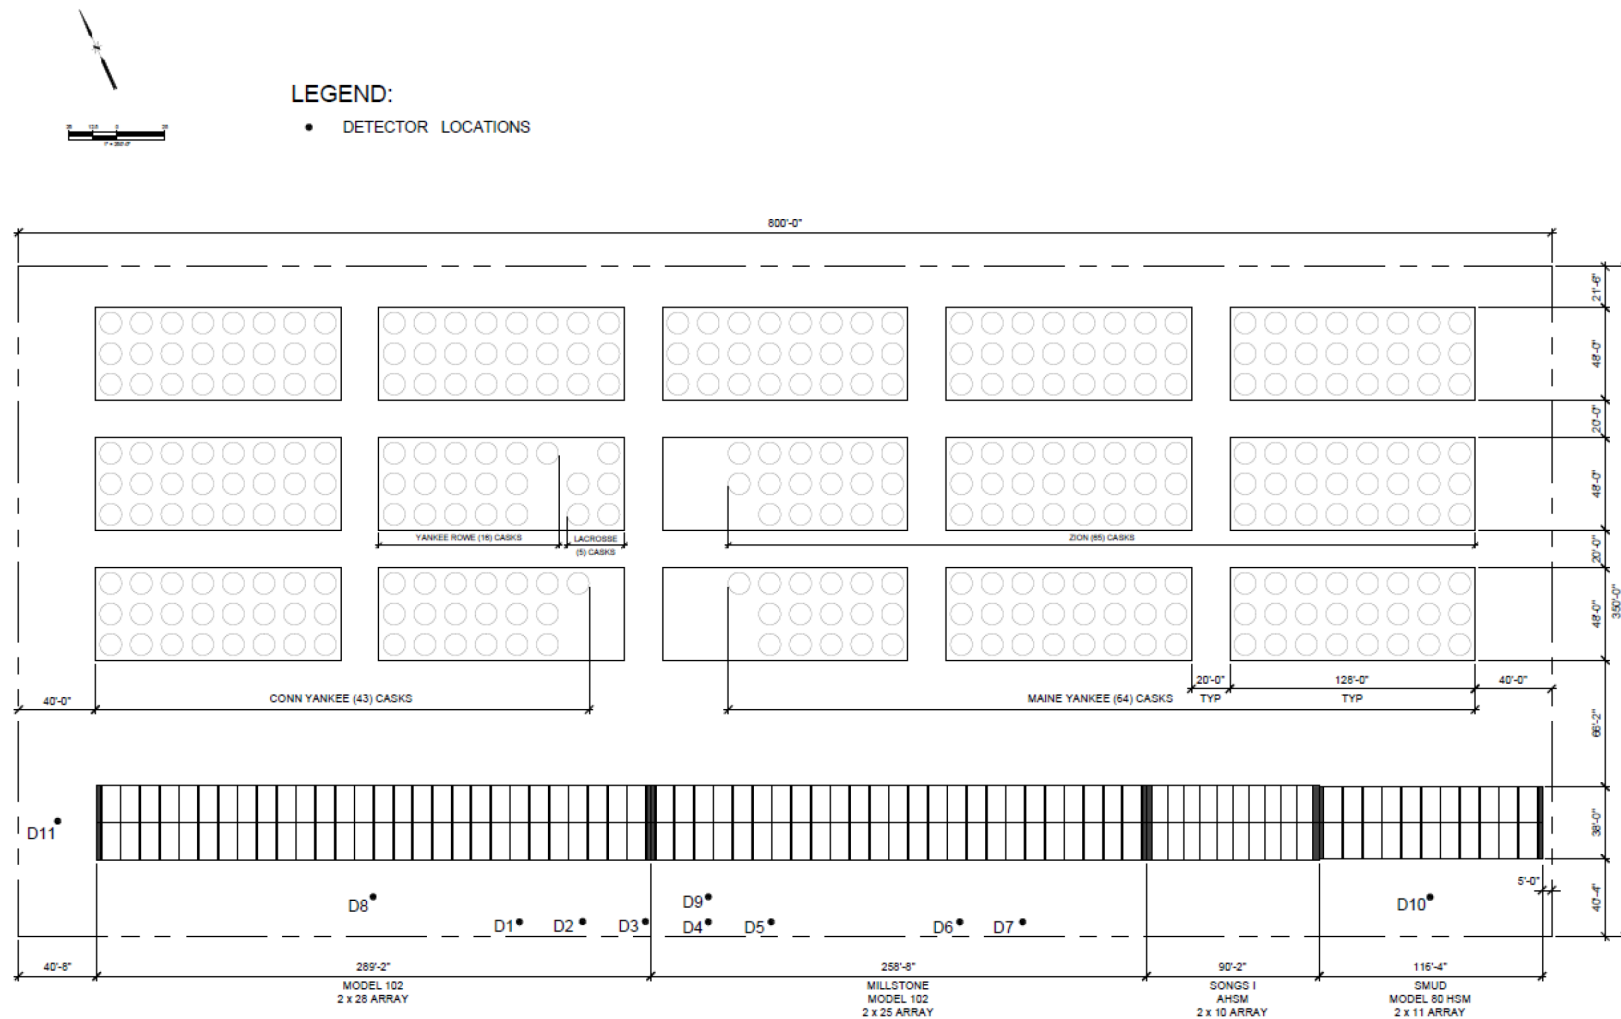 N
LEGEND:
DETECTOR LOCATIONS
25 12.5 0 25
800'-0"
21'-6"
48'-0"
20'-0"
48'-0"
YANKEE ROWE (16) CASKS
LACROSSE
(5) CASKS
ZION (65) CASKS
20'-0"
48'-0"
350'-0"
40'-0"
CONN YANKEE (43) CASKS
MAINE YANKEE (64) CASKS
20'-0"
TYP
128'-0"
TYP
40'-0"
66'-2"
D11
38'-0"
5'-0"
40'-4"
D8
D9
D10
D1
D2
D3
D4
D5
D6
D7
40'-8"
289'-2"
258'-8"
90'-2"
116'-4"
MODEL 102
2 x 28 ARRAY
MILLSTONE
MODEL 102
2 x 25 ARRAY
SONGS I
AHSM
2 x 10 ARRAY
SMUD
MODEL 80 HSM
2 x 11 ARRAY